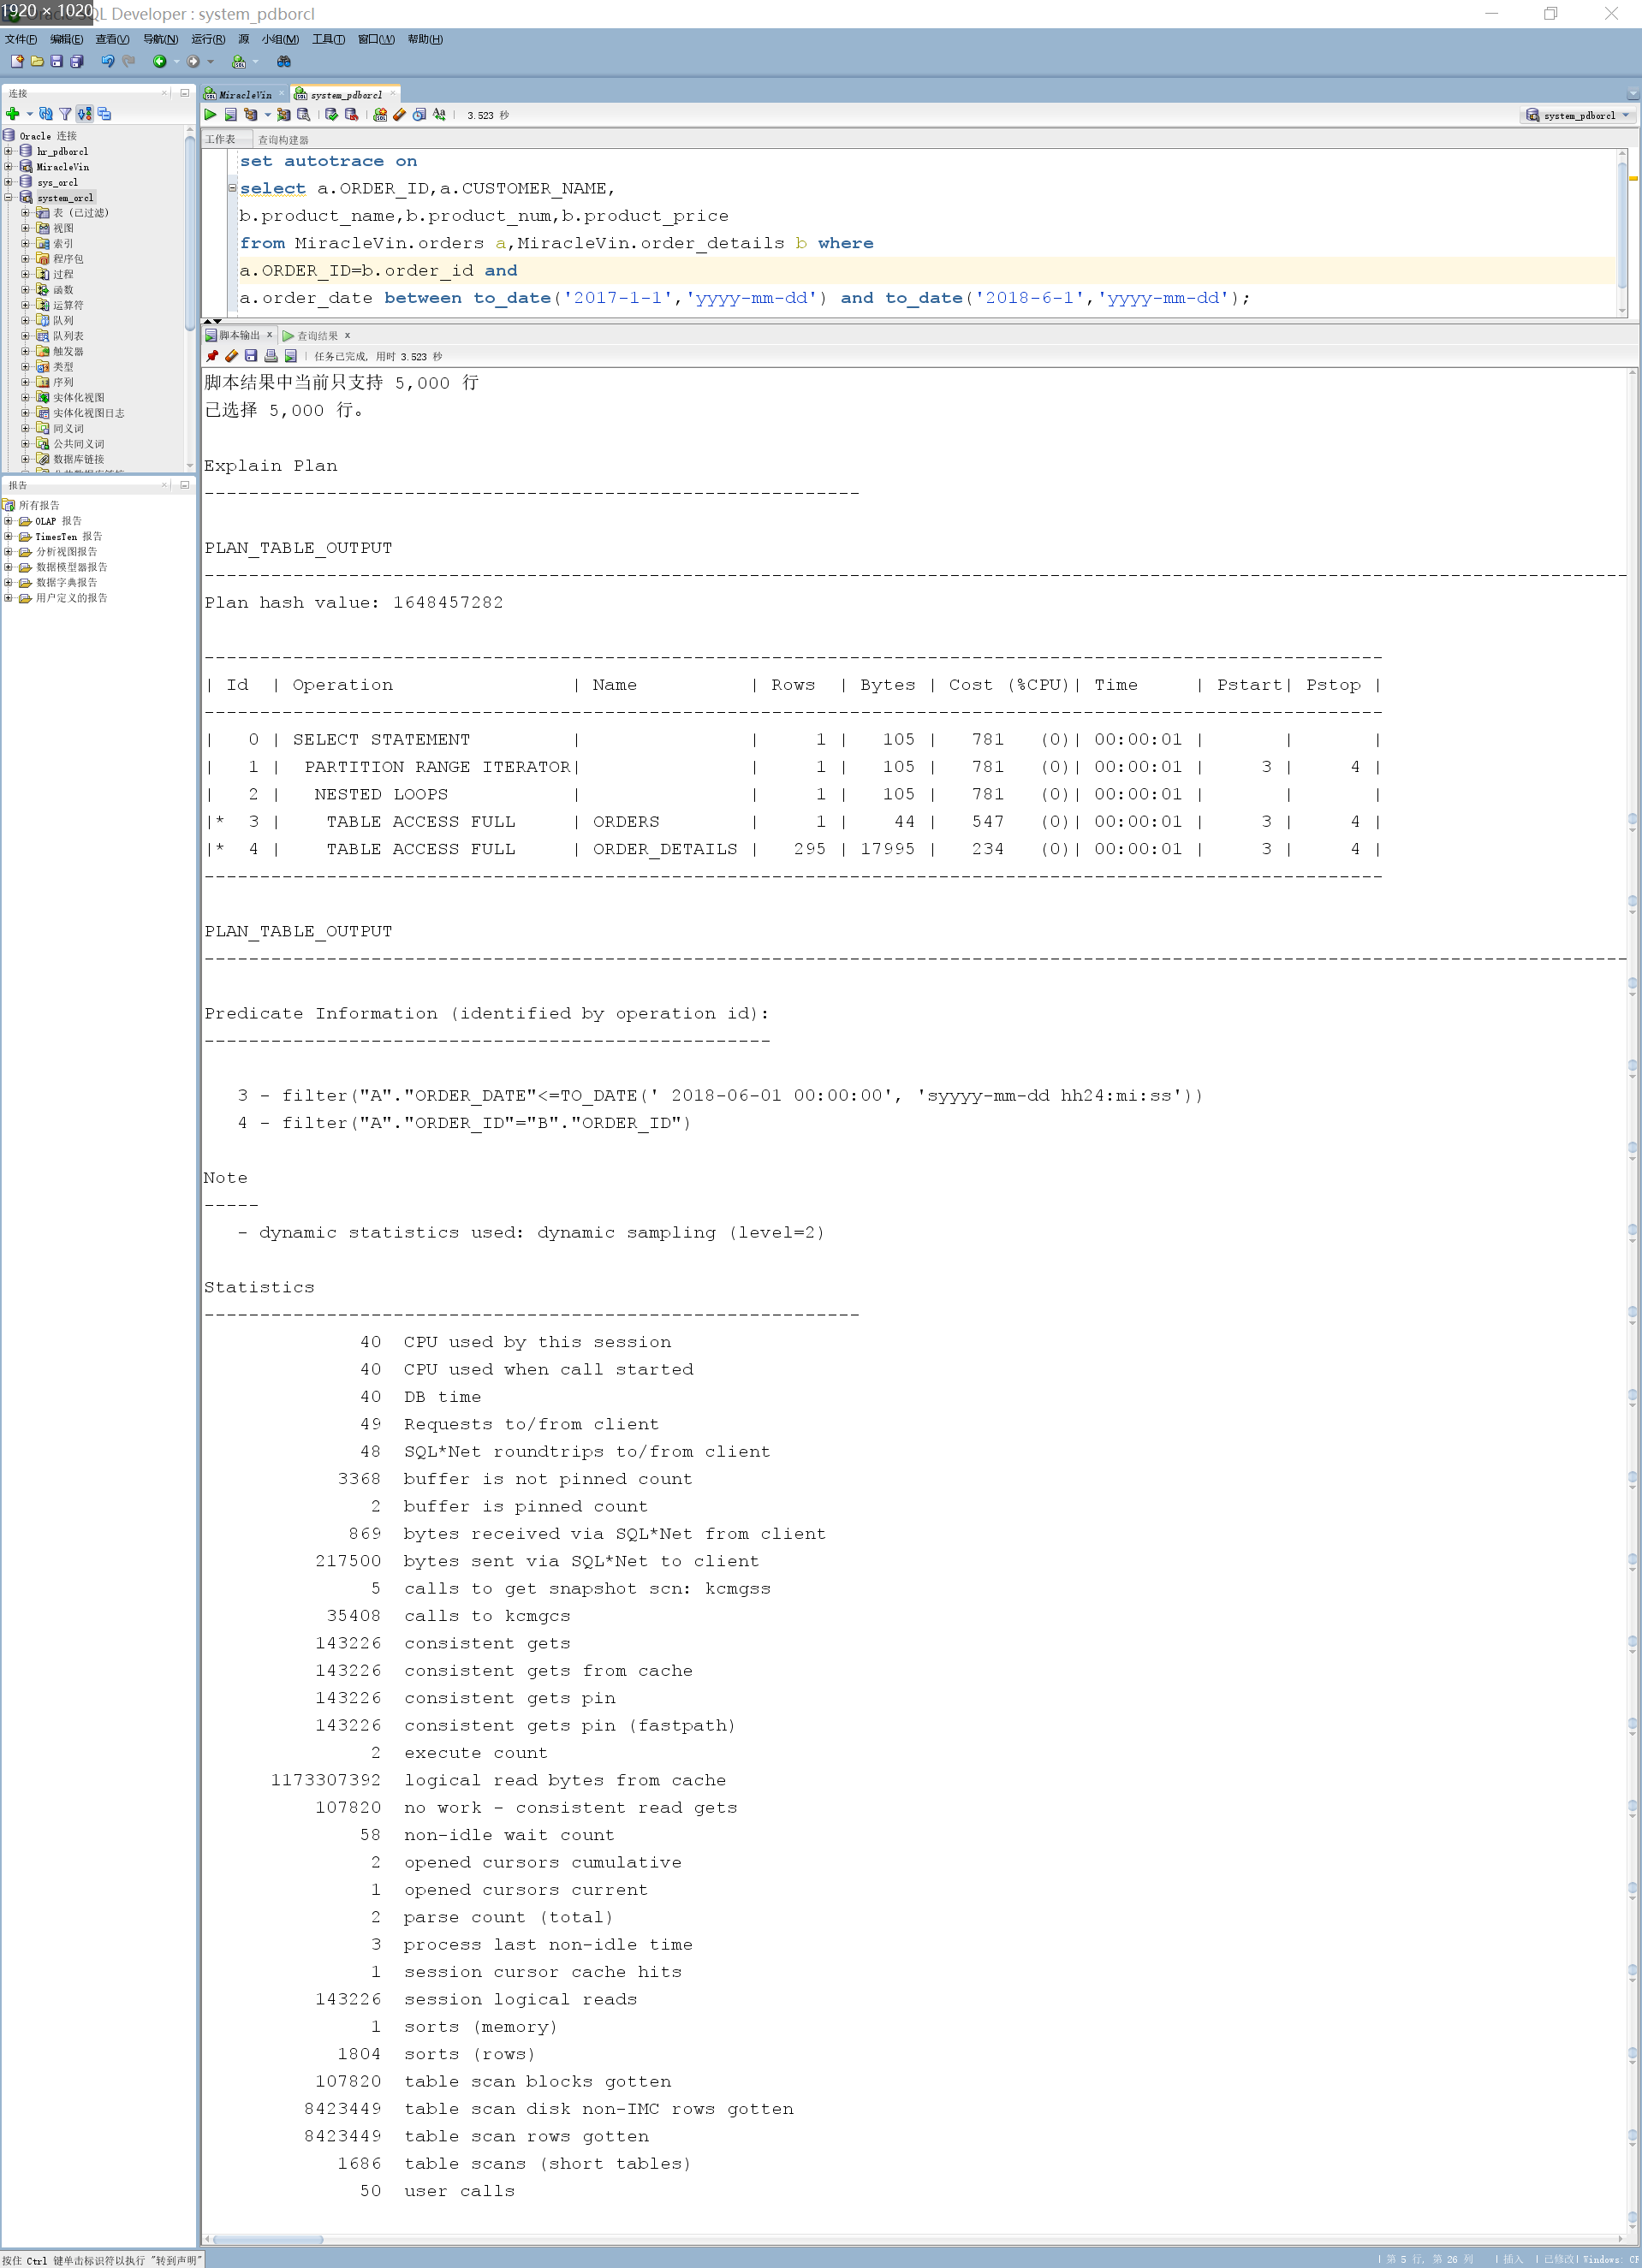 1920 × 1020
SQL Developer : system_pdborcl
文件(F) 编辑(E) 查看(V) 导航(N) 运行(R) 源 小组(M) 工具(T) 窗口(W) 帮助(H)
连接
Oracle 连接
hr_pdborcl
MiracleVin
sys_orcl
system_orcl
表 (已过滤)
视图
索引
程序包
过程
函数
运算符
队列
队列表
触发器
类型
序列
实体化视图
实体化视图日志
同义词
公共同义词
数据库链接
报告
所有报告
OLAP 报告
TimesTen 报告
分析视图报告
数据模型器报告
数据字典报告
用户定义的报告
MiracleVin system_pdborcl
3.523 秒 system_pdborcl
工作表 查询构建器
set autotrace on
select a.ORDER_ID,a.CUSTOMER_NAME,
b.product_name,b.product_num,b.product_price
from MiracleVin.orders a,MiracleVin.order_details b where
a.ORDER_ID=b.order_id and
a.order_date between to_date('2017-1-1','yyyy-mm-dd') and to_date('2018-6-1','yyyy-mm-dd');
脚本输出 x 查询结果 x
任务已完成, 用时 3.523 秒
脚本结果中当前只支持 5,000 行
已选择 5,000 行。
Explain Plan
-----------------------------------------------------------
PLAN_TABLE_OUTPUT
--------------------------------------------------------------------------------------------------------------------------------
Plan hash value: 1648457282
----------------------------------------------------------------------------------------------------------
| Id  | Operation                | Name          | Rows  | Bytes | Cost (%CPU)| Time     | Pstart| Pstop |
----------------------------------------------------------------------------------------------------------
|   0 | SELECT STATEMENT         |               |     1 |   105 |   781   (0)| 00:00:01 |       |       |
|   1 |  PARTITION RANGE ITERATOR|               |     1 |   105 |   781   (0)| 00:00:01 |     3 |     4 |
|   2 |   NESTED LOOPS           |               |     1 |   105 |   781   (0)| 00:00:01 |       |       |
|*  3 |    TABLE ACCESS FULL     | ORDERS        |     1 |    44 |   547   (0)| 00:00:01 |     3 |     4 |
|*  4 |    TABLE ACCESS FULL     | ORDER_DETAILS |   295 | 17995 |   234   (0)| 00:00:01 |     3 |     4 |
----------------------------------------------------------------------------------------------------------
PLAN_TABLE_OUTPUT
--------------------------------------------------------------------------------------------------------------------------------
Predicate Information (identified by operation id):
---------------------------------------------------
3 - filter("A"."ORDER_DATE"<=TO_DATE(' 2018-06-01 00:00:00', 'syyyy-mm-dd hh24:mi:ss'))
4 - filter("A"."ORDER_ID"="B"."ORDER_ID")
Note
-----
- dynamic statistics used: dynamic sampling (level=2)
Statistics
-----------------------------------------------------------
40 CPU used by this session
40 CPU used when call started
40 DB time
49 Requests to/from client
48 SQL*Net roundtrips to/from client
3368 buffer is not pinned count
2 buffer is pinned count
869 bytes received via SQL*Net from client
217500 bytes sent via SQL*Net to client
5 calls to get snapshot scn: kcmgss
35408 calls to kcmgcs
143226 consistent gets
143226 consistent gets from cache
143226 consistent gets pin
143226 consistent gets pin (fastpath)
2 execute count
1173307392 logical read bytes from cache
107820 no work - consistent read gets
58 non-idle wait count
2 opened cursors cumulative
1 opened cursors current
2 parse count (total)
3 process last non-idle time
1 session cursor cache hits
143226 session logical reads
1 sorts (memory)
1804 sorts (rows)
107820 table scan blocks gotten
8423449 table scan disk non-IMC rows gotten
8423449 table scan rows gotten
1686 table scans (short tables)
50 user calls
按住 Ctrl 键单击标识符以执行 "转到声明"
第 5 行, 第 26 列 | 插入 | 已修改 | Windows: